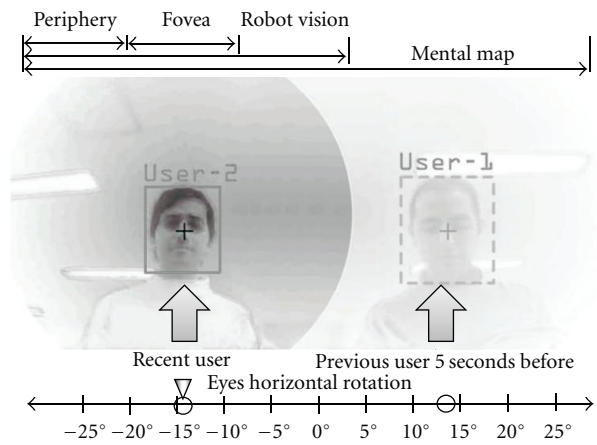 Periphery Fovea Robot vision
Mental map
User-2 User-1
Recent user Previous user 5 seconds before
Eyes horizontal rotation
−25° −20° −15° −10° −5° 0° 5° 10° 15° 20° 25°